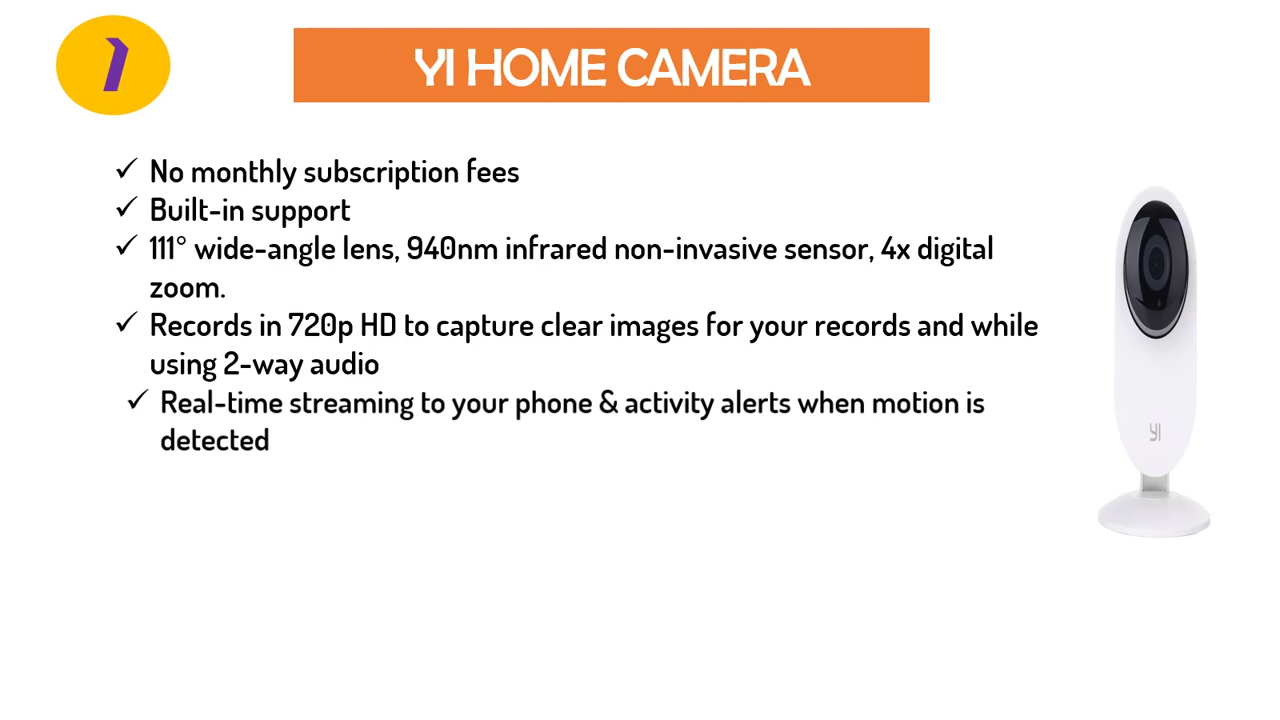 1
YI HOME CAMERA
✓ No monthly subscription fees
✓ Built-in support
✓ 111° wide-angle lens, 940nm infrared non-invasive sensor, 4x digital
zoom.
✓ Records in 720p HD to capture clear images for your records and while
using 2-way audio
✓ Real-time streaming to your phone & activity alerts when motion is
detected
YI